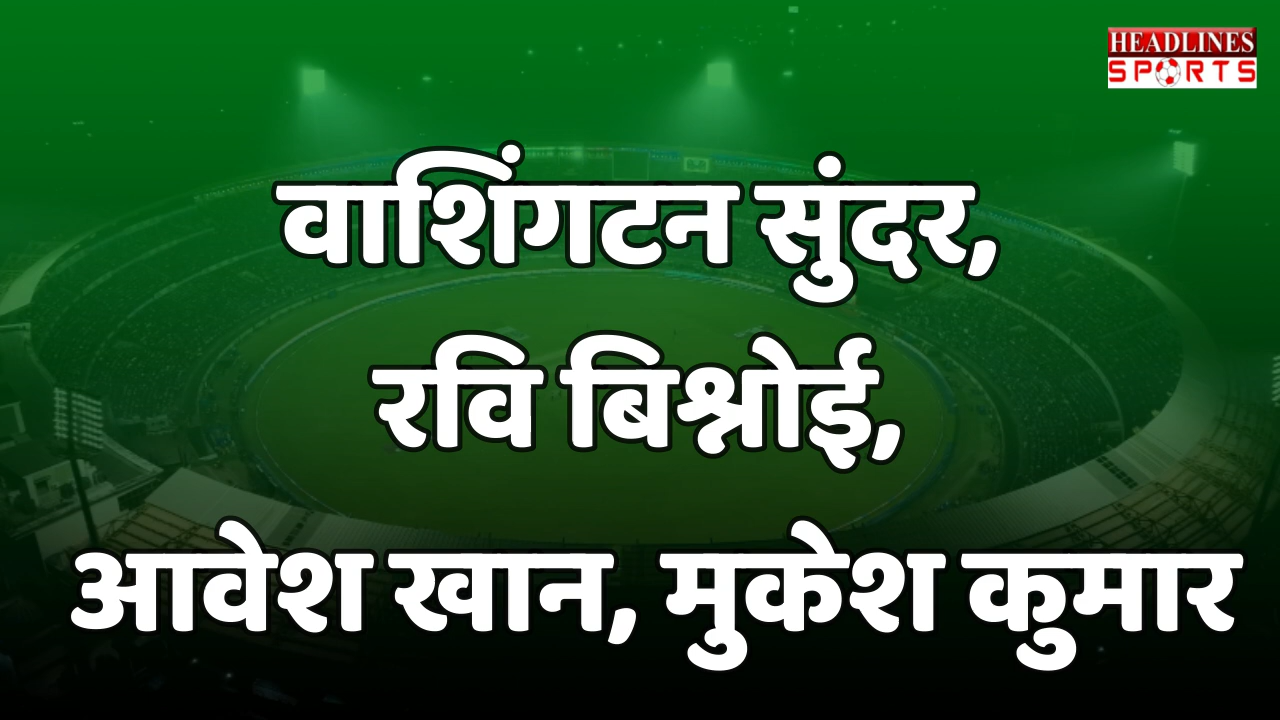 HEADLINES
SPORTS
वाशिंगटन सुंदर,
रवि बिश्नोई,
आवेश खान, मुकेश कुमार